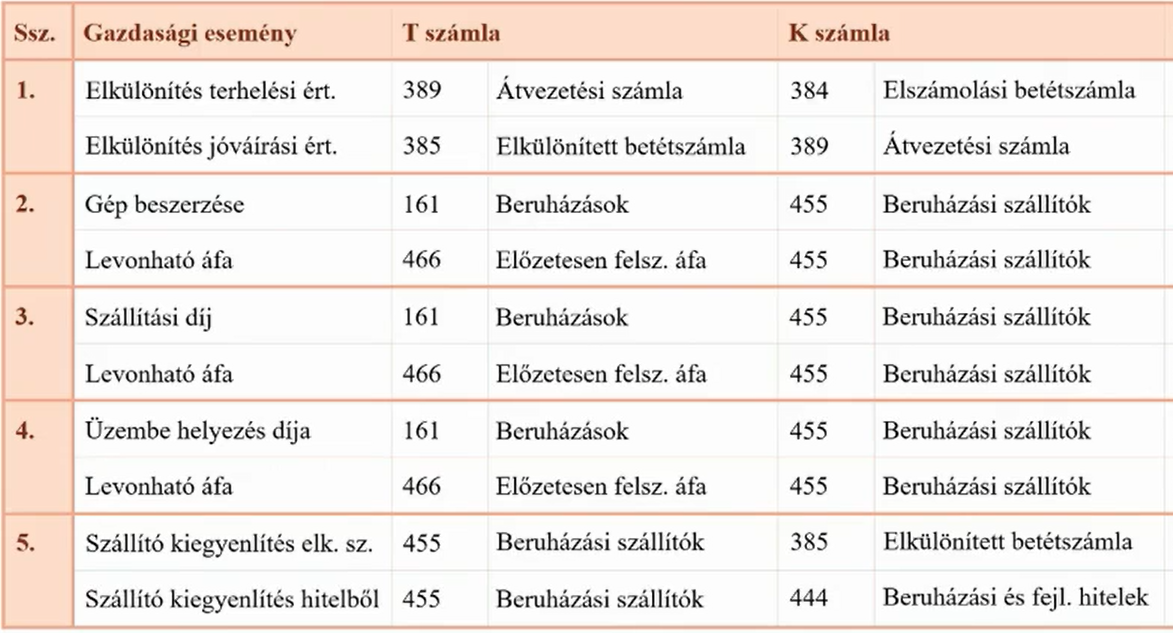 Ssz. Gazdasági esemény T számla K számla
1. Elkülönítés terhelési ért. 389 Átvezetési számla 384 Elszámolási betétszámla
Elkülönítés jóváírási ért. 385 Elkülönített betétszámla 389 Átvezetési számla
2. Gép beszerzése 161 Beruházások 455 Beruházási szállítók
Levonható áfa 466 Előzetesen felsz. áfa 455 Beruházási szállítók
3. Szállítási díj 161 Beruházások 455 Beruházási szállítók
Levonható áfa 466 Előzetesen felsz. áfa 455 Beruházási szállítók
4. Üzembe helyezés díja 161 Beruházások 455 Beruházási szállítók
Levonható áfa 466 Előzetesen felsz. áfa 455 Beruházási szállítók
5. Szállító kiegyenlítés elk. sz. 455 Beruházási szállítók 385 Elkülönített betétszámla
Szállító kiegyenlítés hitelből 455 Beruházási szállítók 444 Beruházási és fejl. hitelek